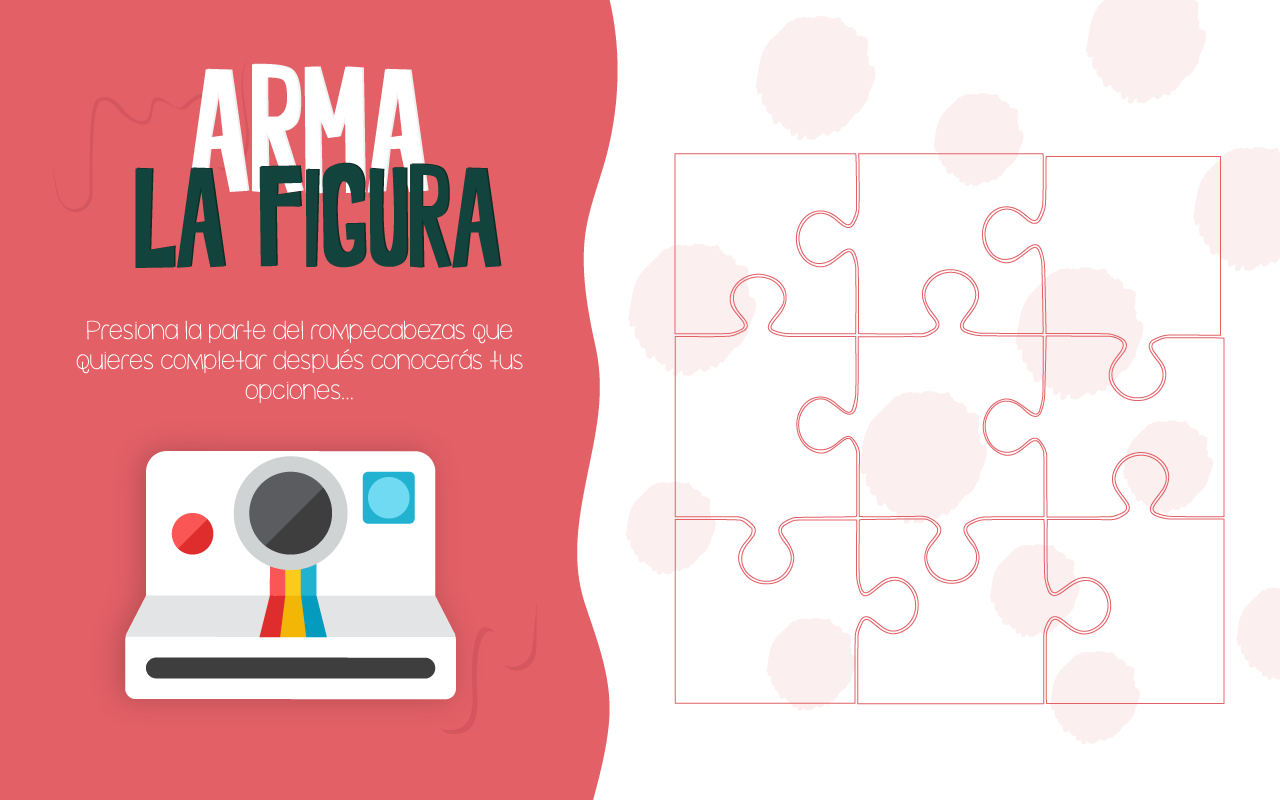 ARMA
LA FIGURA
Presiona la parte del rompecabezas que
quieres completar después conocerás tus
opciones...